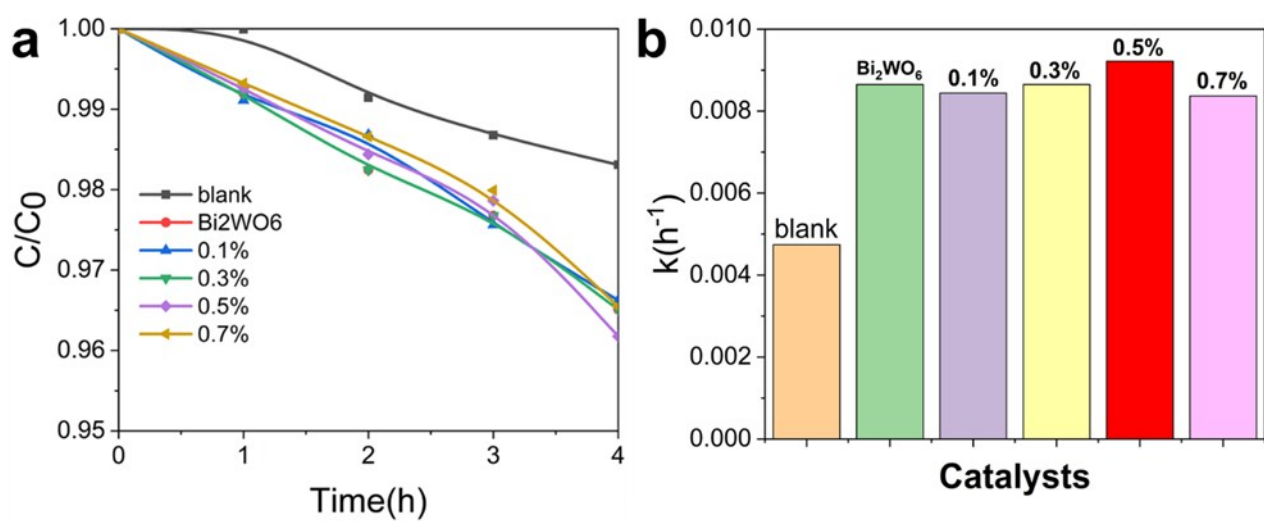 a
C/C0
1.00
0.99
0.98
0.97
0.96
0.95
blank
Bi2WO6
0.1%
0.3%
0.5%
0.7%
0 1 2 3 4
Time(h)
b
k(h⁻¹)
0.010
0.008
0.006
0.004
0.002
0.000
blank
Bi₂WO₆
0.1%
0.3%
0.5%
0.7%
Catalysts